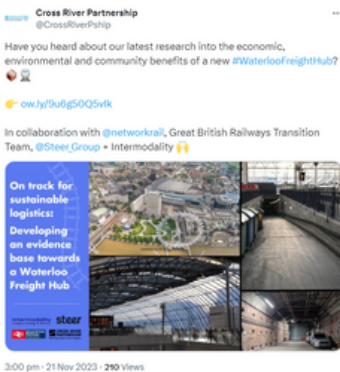 Cross River Partnership
@CrossRiverPship
Have you heard about our latest research into the economic,
environmental and community benefits of a new #WaterlooFreightHub?
ow.ly/9u6g50Q5vlk
In collaboration with @networkrail, Great British Railways Transition
Team, @Steer_Group + Intermodality
On track for
sustainable
logistics:
Developing
an evidence
base towards
a Waterloo
Freight Hub
intermodality
steer
3:00 pm · 21 Nov 2023 · 210 Views